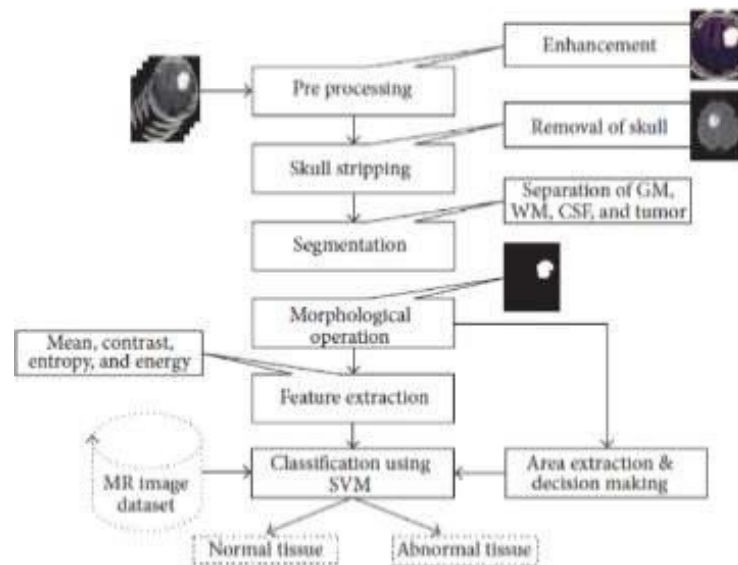 Enhancement
Pre processing
Removal of skull
Skull stripping
Separation of GM,
WM, CSF, and tumor
Segmentation
Morphological
operation
Mean, contrast,
entropy, and energy
Feature extraction
MR image
dataset
Classification using
SVM
Area extraction &
decision making
Normal tissue
Abnormal tissue